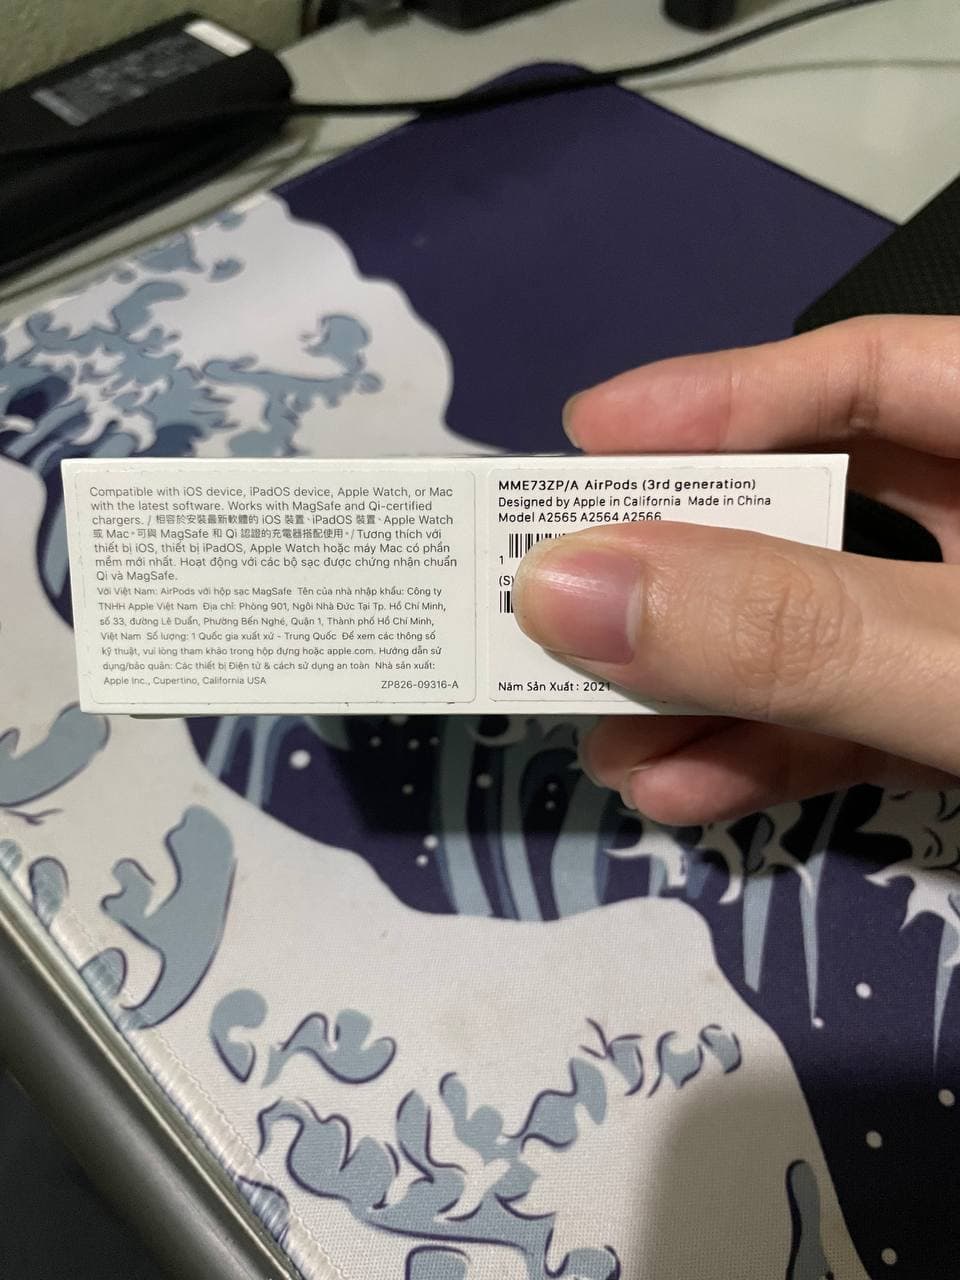 Compatible with iOS device, iPadOS device, Apple Watch, or Mac
with the latest software. Works with MagSafe and Qi-certified
chargers. / 相容於安裝最新軟體的 iOS 裝置、iPadOS 裝置、Apple Watch
或 Mac。可與 MagSafe 和 Qi 認證的充電器搭配使用。/ Tương thích với
thiết bị iOS, thiết bị iPadOS, Apple Watch hoặc máy Mac có phần
mềm mới nhất. Hoạt động với các bộ sạc được chứng nhận chuẩn
Qi và MagSafe.
Với Việt Nam: AirPods với hộp sạc MagSafe Tên của nhà nhập khẩu: Công ty
TNHH Apple Việt Nam Địa chỉ: Phòng 901, Ngôi Nhà Đức Tại Tp. Hồ Chí Minh,
số 33, đường Lê Duẩn, Phường Bến Nghé, Quận 1, Thành phố Hồ Chí Minh,
Việt Nam Số lượng: 1 Quốc gia xuất xứ - Trung Quốc Để xem các thông số
kỹ thuật, vui lòng tham khảo trong hộp đựng hoặc apple.com. Hướng dẫn sử
dụng/bảo quản: Các thiết bị Điện tử & cách sử dụng an toàn Nhà sản xuất:
Apple Inc., Cupertino, California USA
ZP826-09316-A
MME73ZP/A AirPods (3rd generation)
Designed by Apple in California Made in China
Model A2565 A2564 A2566
1
(S)
Năm Sản Xuất: 2021